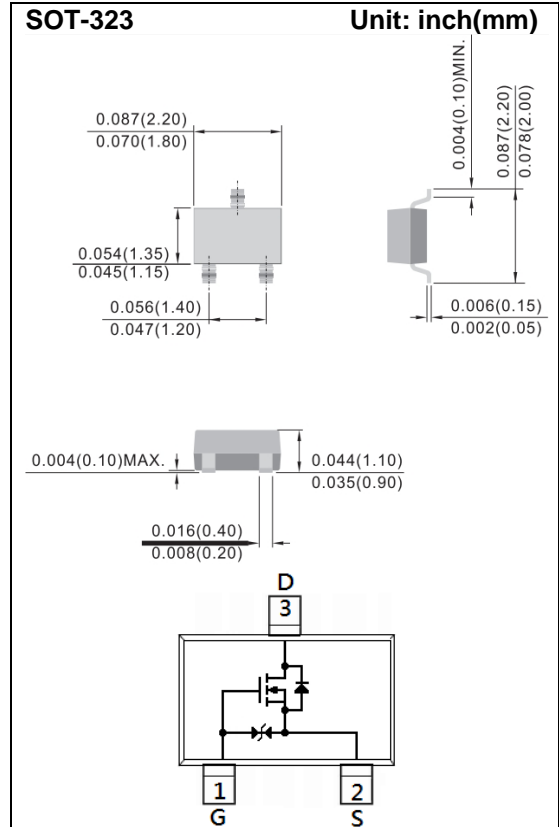 SOT-323 Unit: inch(mm)
0.087(2.20)
0.070(1.80)
0.004(0.10)MIN.
0.087(2.20)
0.078(2.00)
0.054(1.35)
0.045(1.15)
0.056(1.40)
0.047(1.20)
0.006(0.15)
0.002(0.05)
0.004(0.10)MAX.
0.044(1.10)
0.035(0.90)
0.016(0.40)
0.008(0.20)
D
3
1
2
G
S